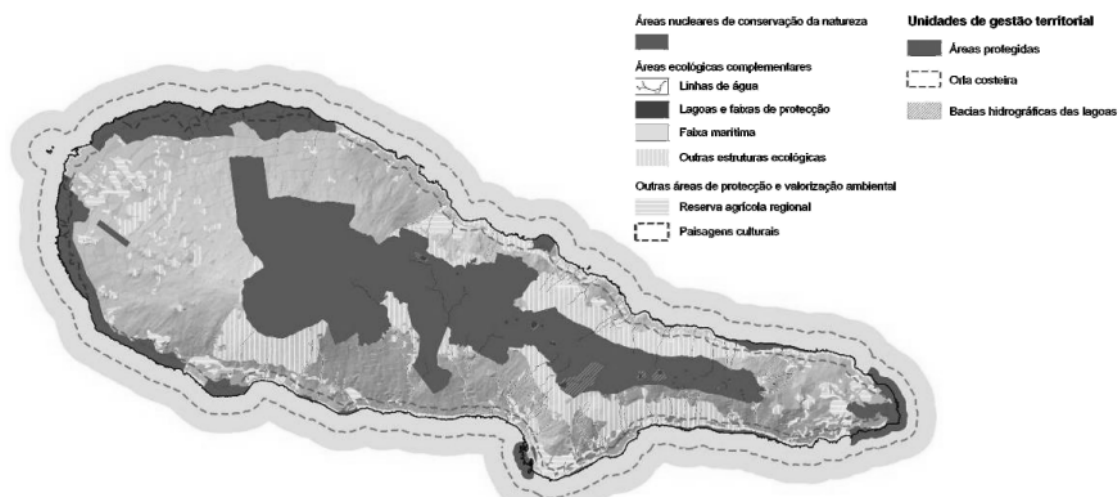 Áreas nucleares de conservação da natureza
Áreas ecológicas complementares
Linhas de água
Lagoas e faixas de protecção
Faixa marítima
Outras estruturas ecológicas
Outras áreas de protecção e valorização ambiental
Reserva agrícola regional
Paisagens culturais
Unidades de gestão territorial
Áreas protegidas
Orla costeira
Bacias hidrográficas das lagoas